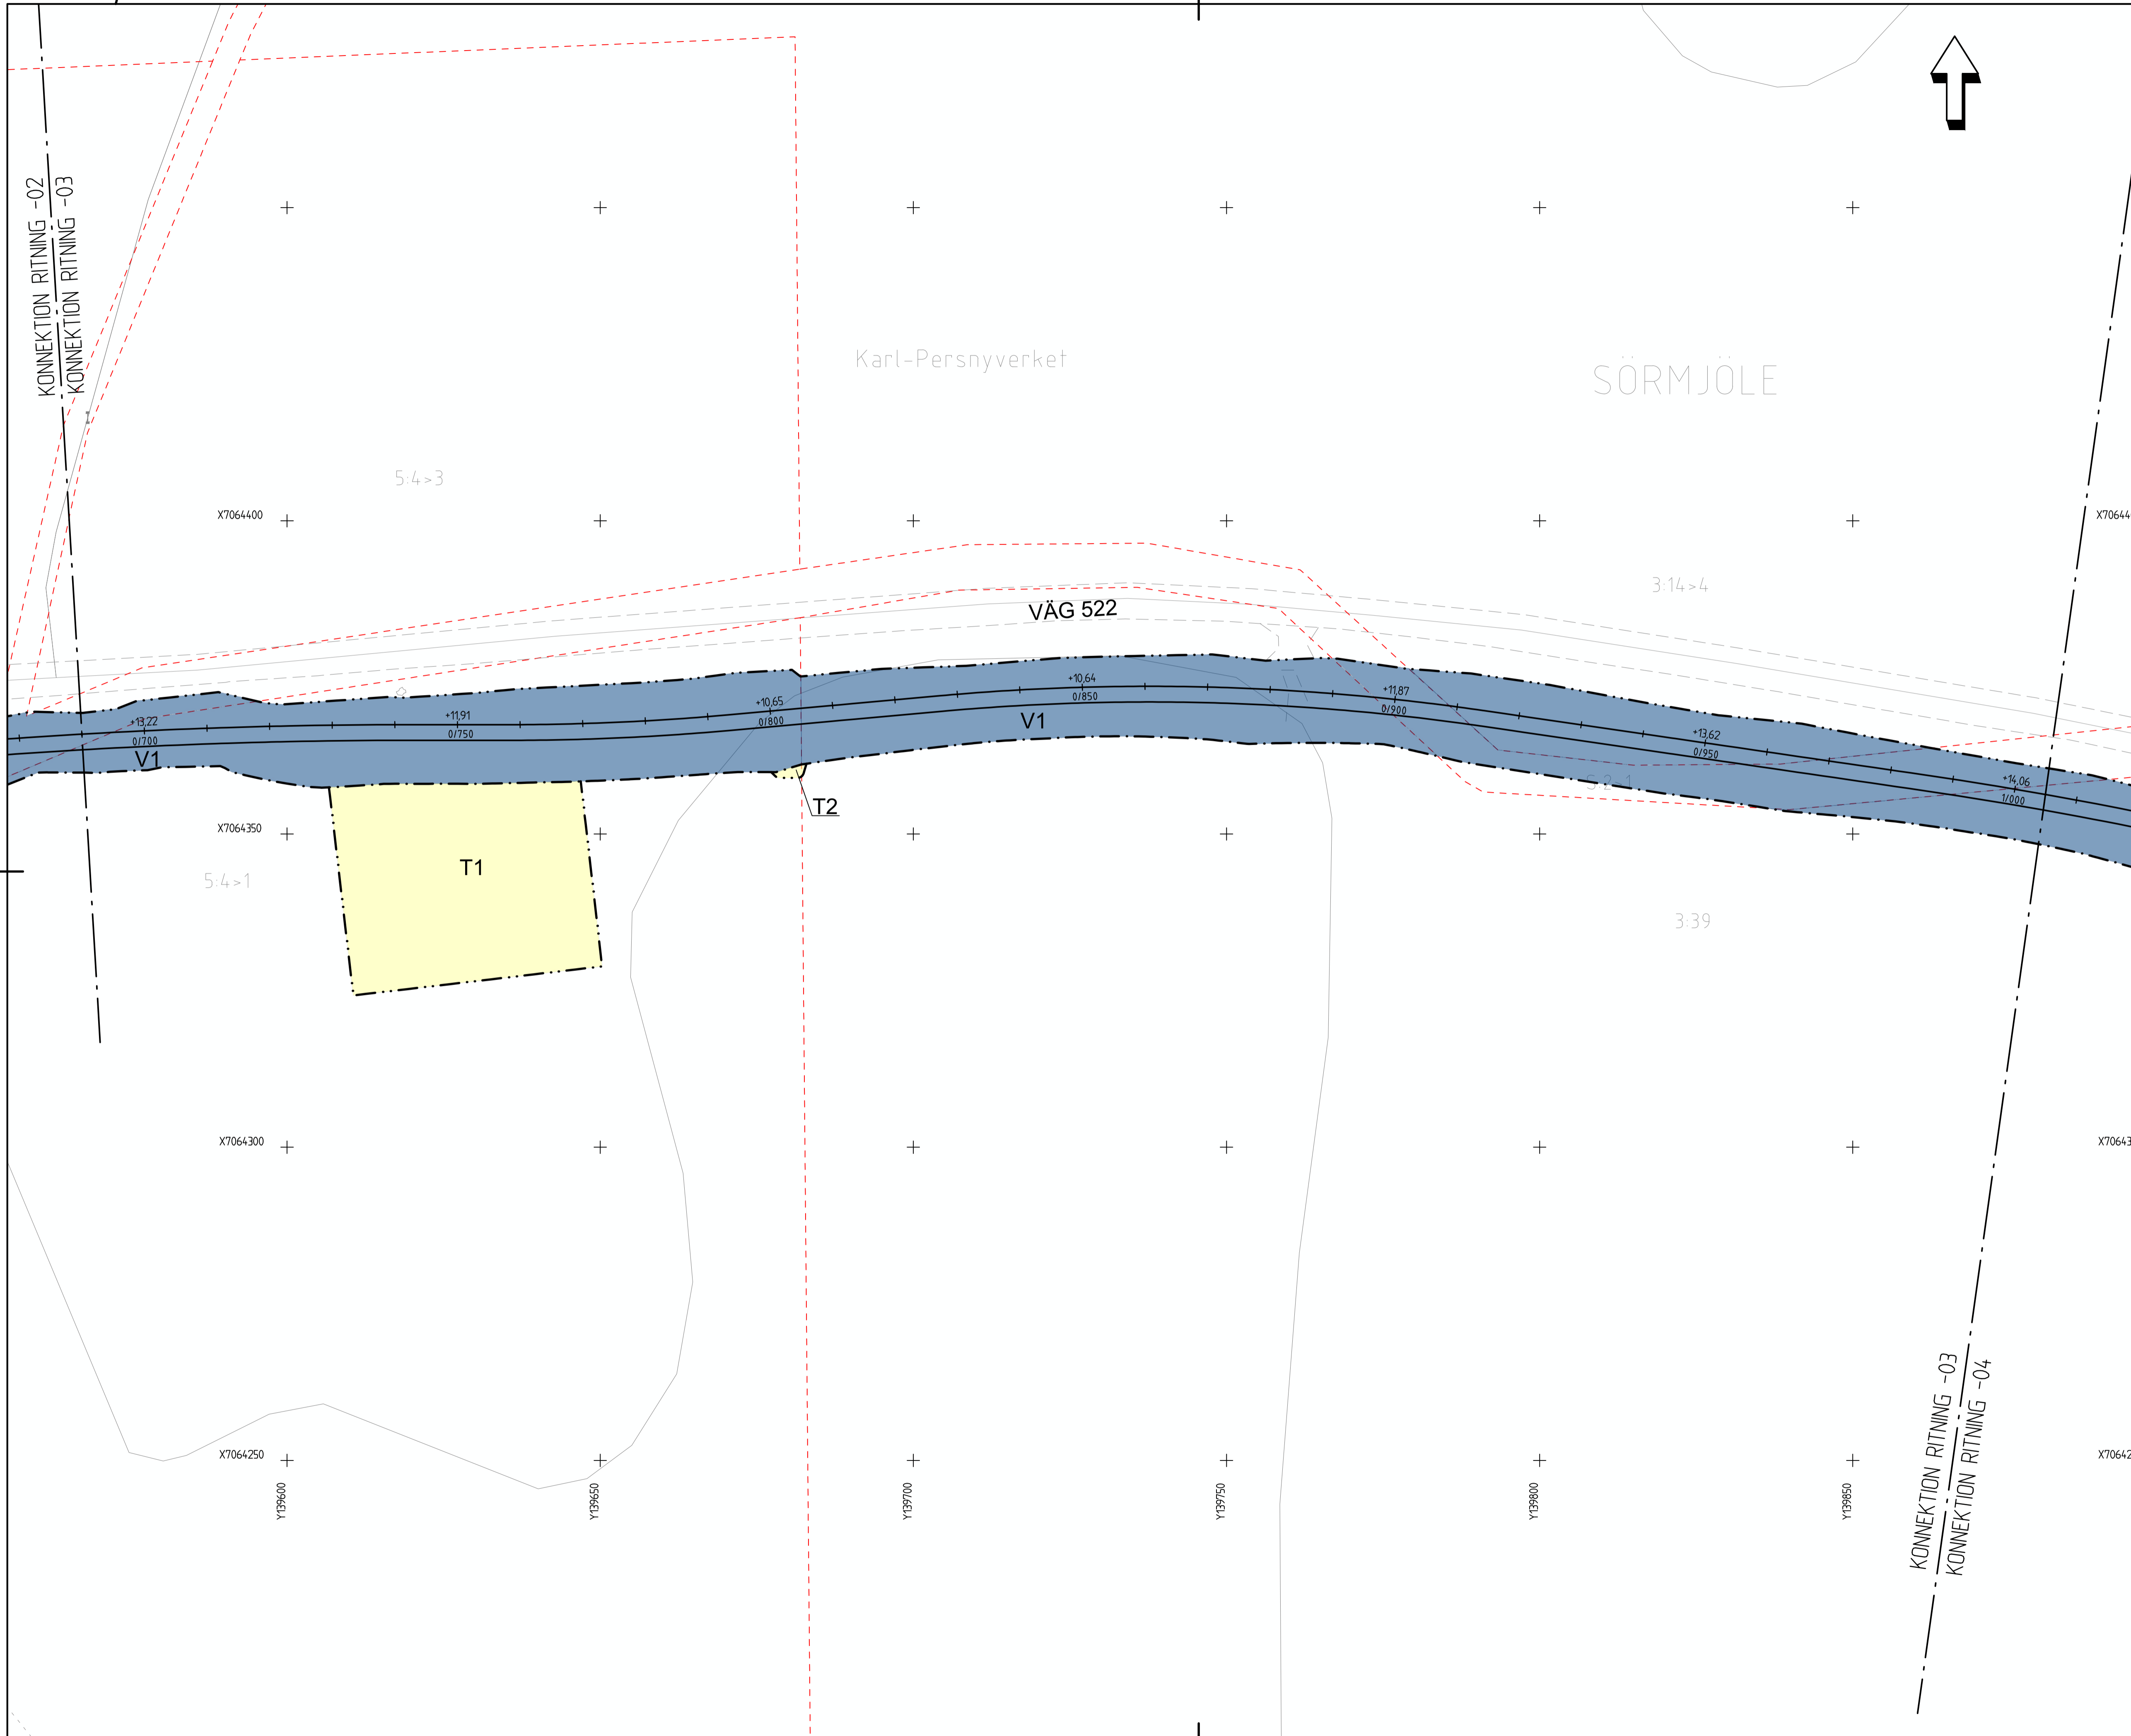 KONNEKTION RITNING -02
KONNEKTION RITNING -03
Karl-Persnyverket
SÖRMJÖLE
5:4>3
X7064400
X70644
3:14>4
VÄG 522
+13,22
0/700
V1
+11,91
0/750
+10,65
0/800
+10,64
0/850
V1
+11,87
0/900
+13,62
0/950
+14,06
1/000
S:2>1
T2
X7064350
T1
5:4>1
3:39
X7064300
X70643
KONNEKTION RITNING -03
KONNEKTION RITNING -04
X7064250
X70642
Y139600
Y139650
Y139700
Y139750
Y139800
Y139850